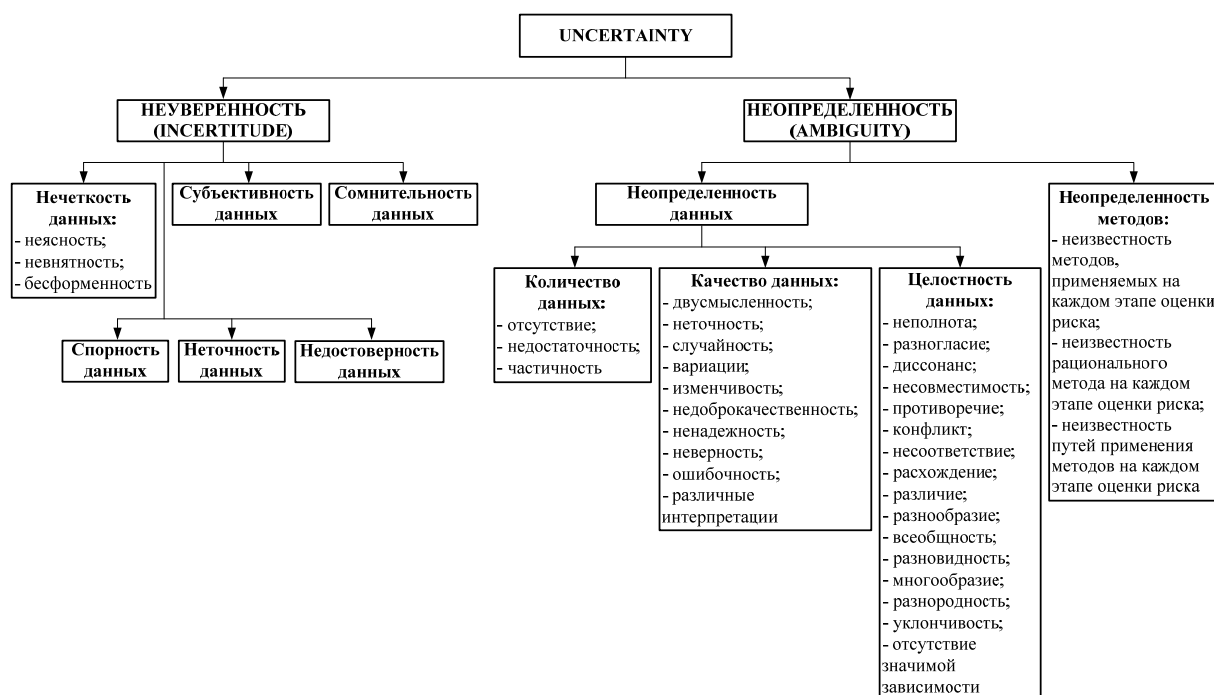 UNCERTAINTY
НЕУВЕРЕННОСТЬ
(INCERTITUDE)
НЕОПРЕДЕЛЕННОСТЬ
(AMBIGUITY)
Нечеткость
данных:
- неясность;
- невнятность;
- бесформенность
Субъективность
данных
Сомнительность
данных
Спорность
данных
Неточность
данных
Недостоверность
данных
Неопределенность
данных
Количество
данных:
- отсутствие;
- недостаточность;
- частичность
Качество данных:
- двусмысленность;
- неточность;
- случайность;
- вариации;
- изменчивость;
- недоброкачественность;
- ненадежность;
- неверность;
- ошибочность;
- различные
интерпретации
Целостность
данных:
- неполнота;
- разногласие;
- диссонанс;
- несовместимость;
- противоречие;
- конфликт;
- несоответствие;
- расхождение;
- различие;
- разнообразие;
- всеобщность;
- разновидность;
- многообразие;
- разнородность;
- уклончивость;
- отсутствие
значимой
зависимости
Неопределенность
методов:
- неизвестность
методов,
применяемых на
каждом этапе оценки
риска;
- неизвестность
рационального
метода на каждом
этапе оценки риска;
- неизвестность
путей применения
методов на каждом
этапе оценки риска